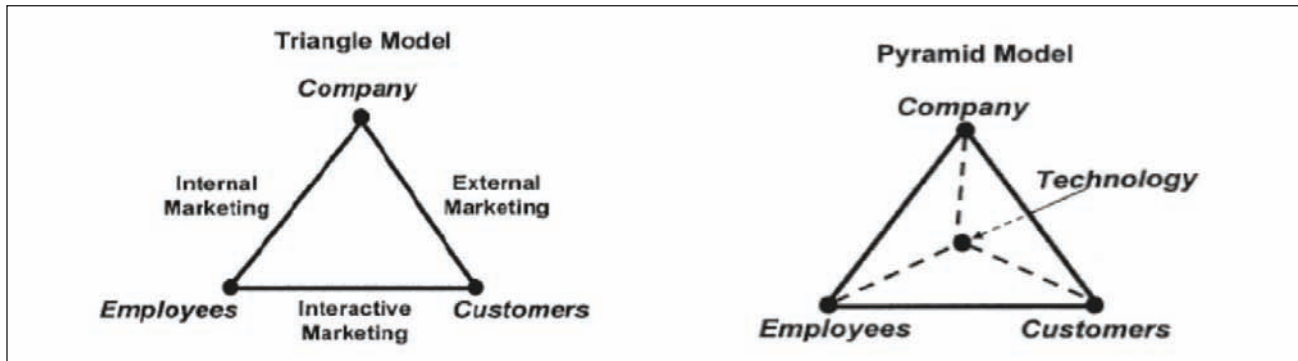 Triangle Model
Company
Internal
Marketing
External
Marketing
Employees
Interactive
Marketing
Customers
Pyramid Model
Company
Technology
Employees
Customers